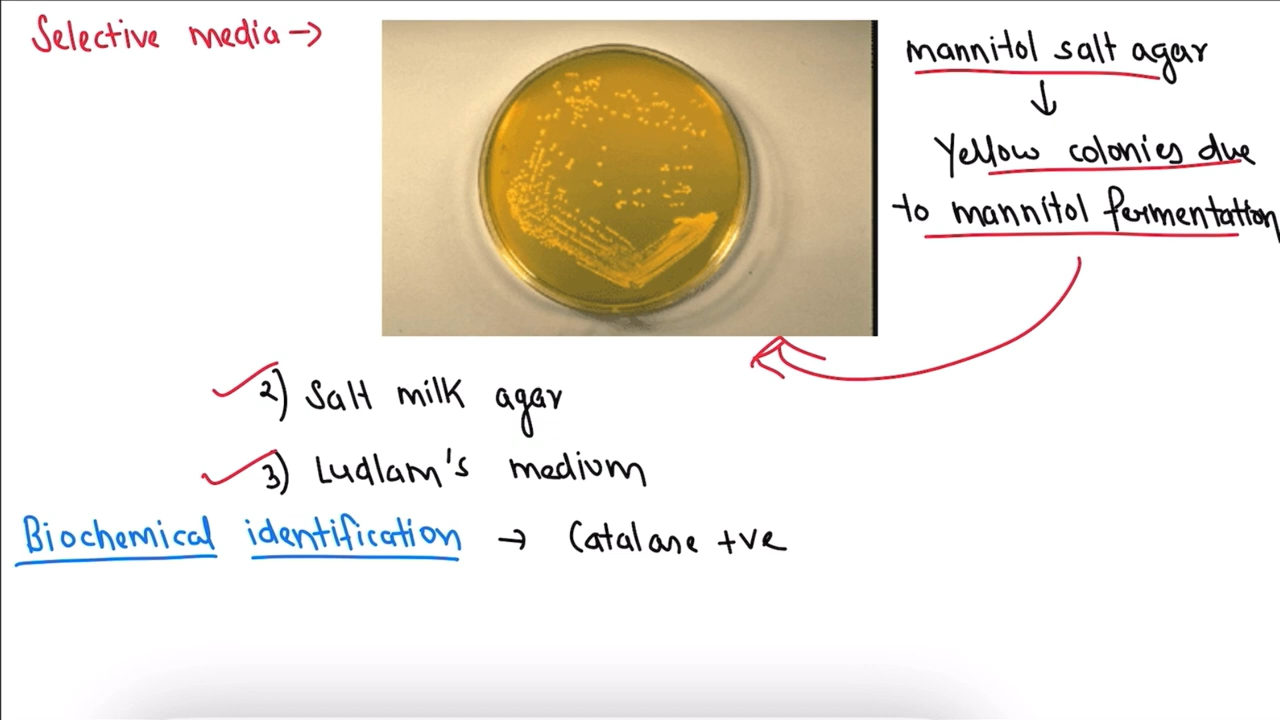 Selective media →
mannitol salt agar
↓
Yellow colonies due
to mannitol fermentation
2) Salt milk agar
3) Ludlam's medium
Biochemical identification → Catalase +ve